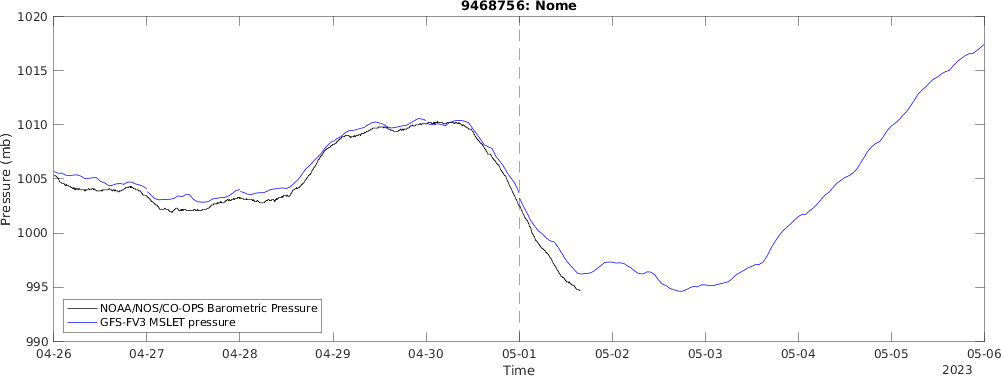 9468756: Nome
1020
1015
1010
1005
1000
995
990
Pressure (mb)
NOAA/NOS/CO-OPS Barometric Pressure
GFS-FV3 MSLET pressure
04-26 04-27 04-28 04-29 04-30 05-01 05-02 05-03 05-04 05-05 05-06
Time
2023